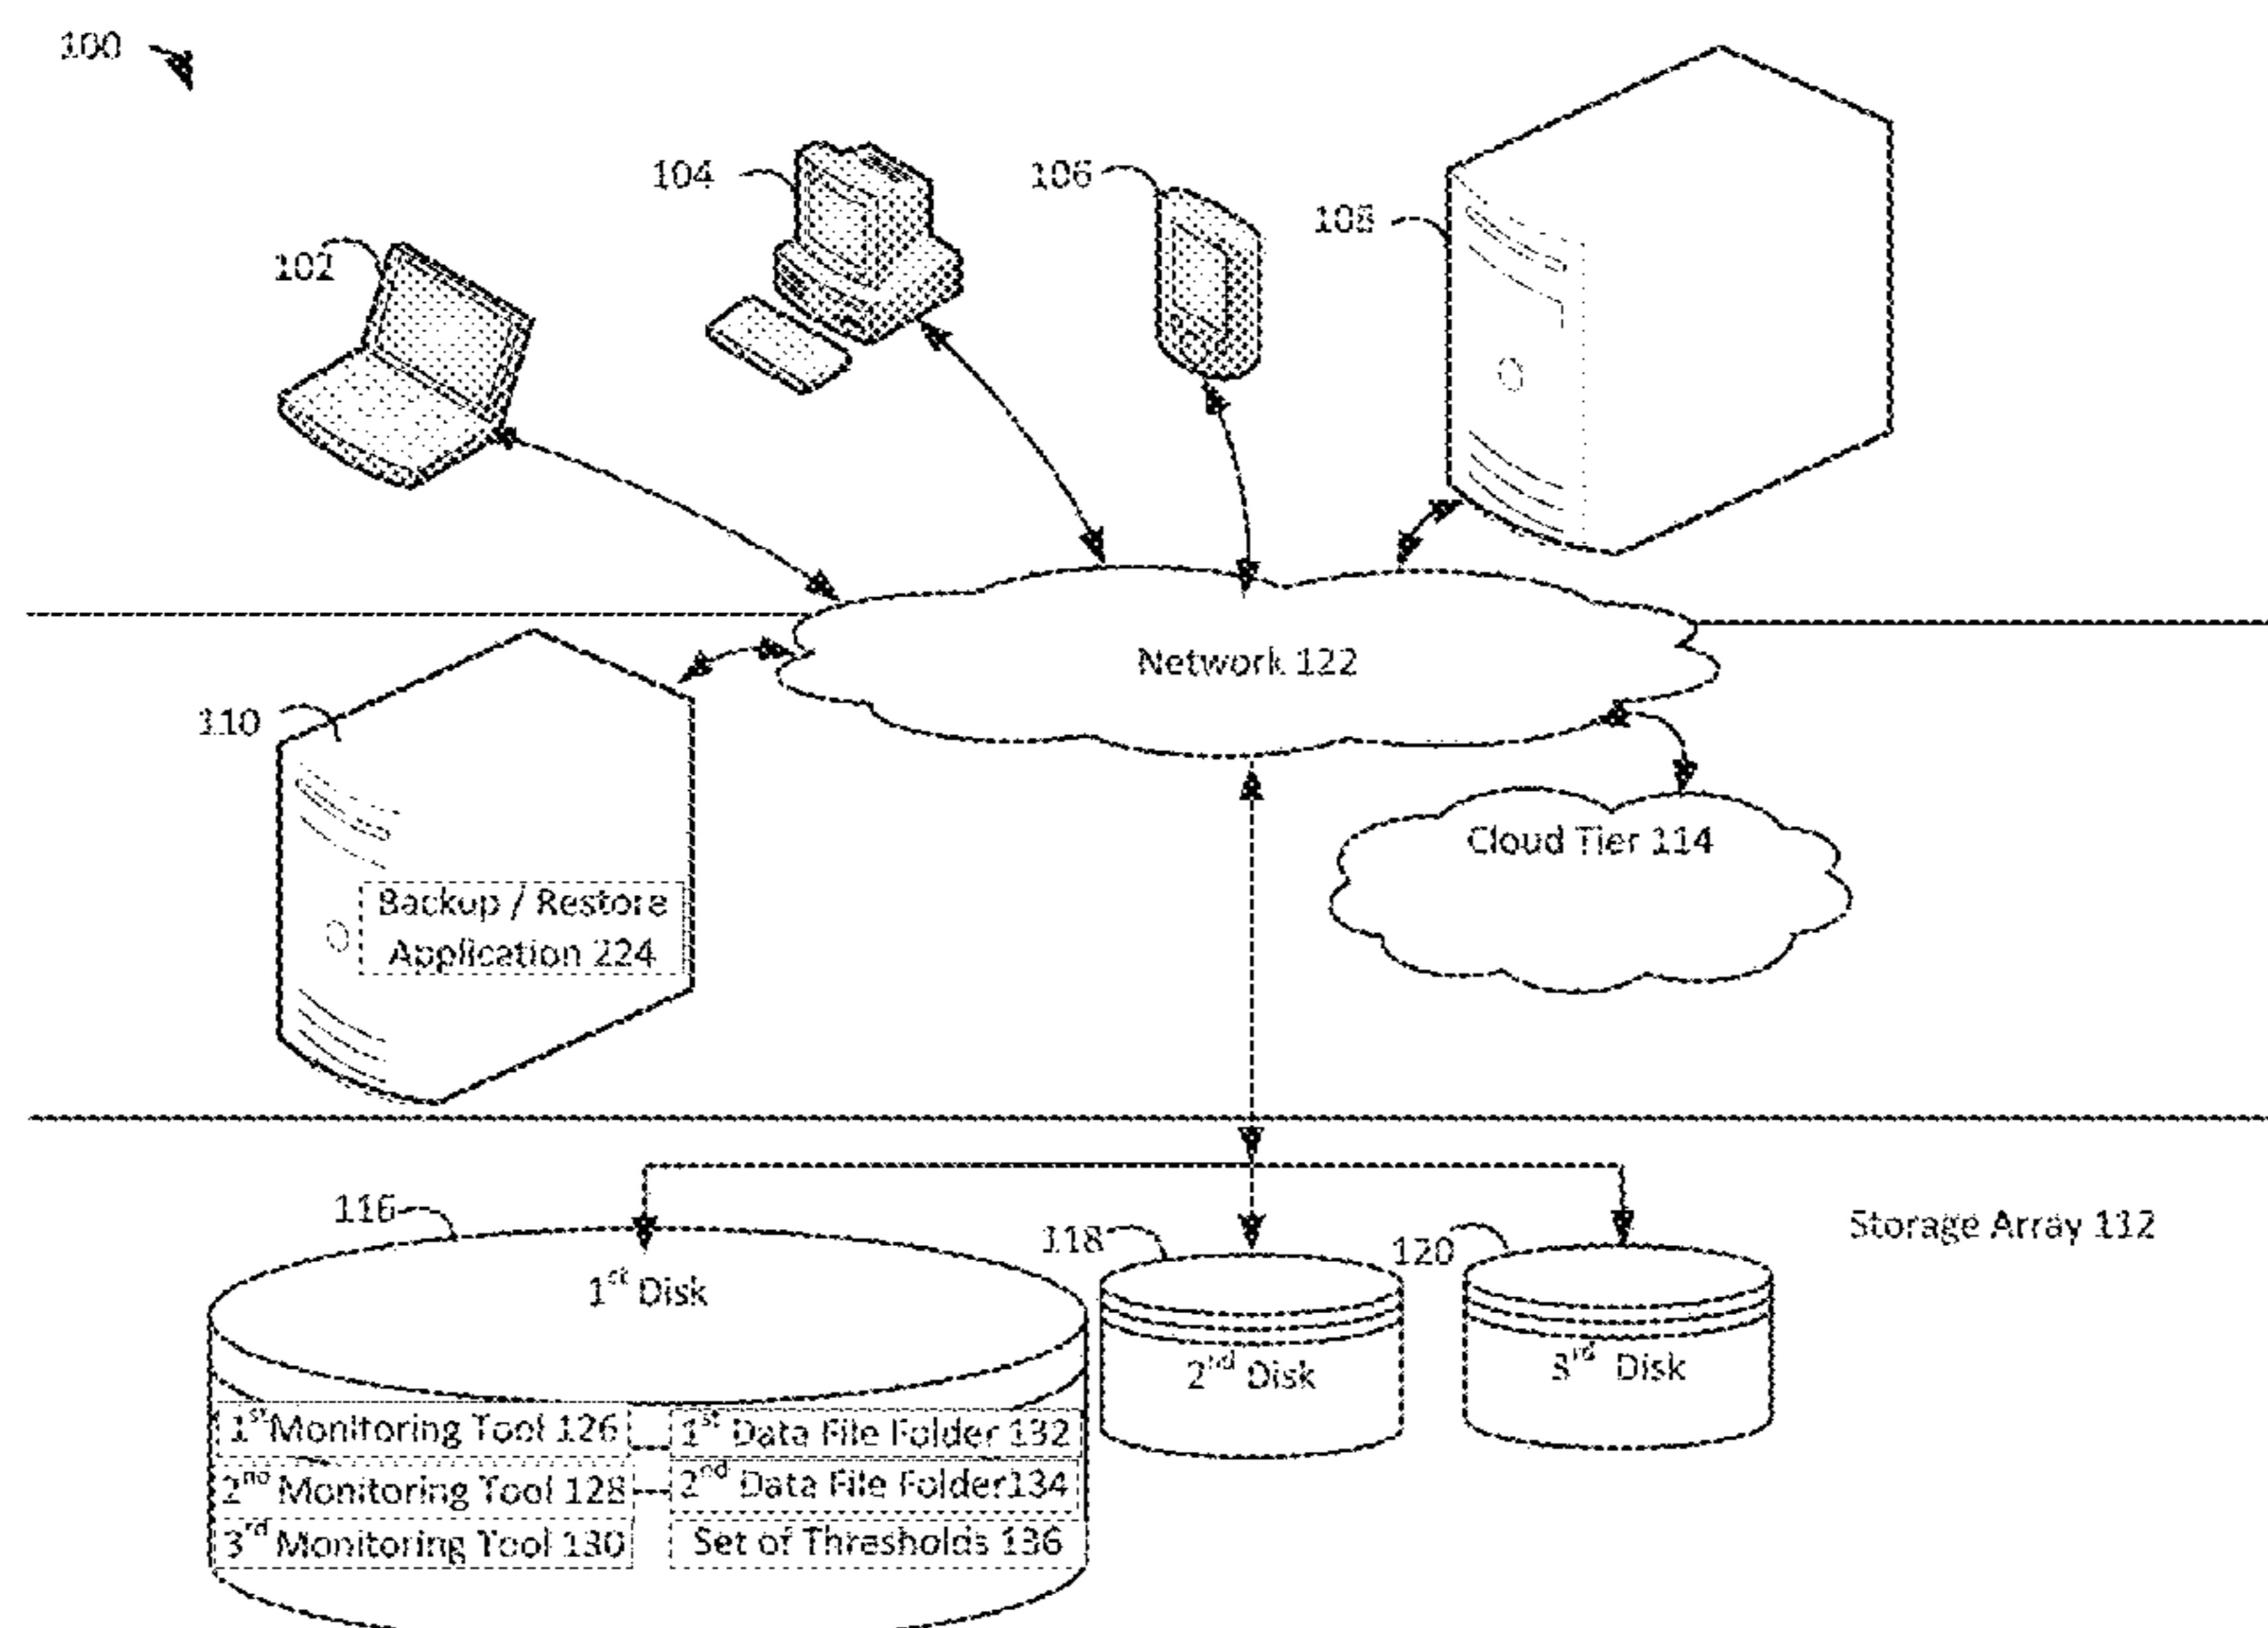 100
104
106
108
102
Network 122
110
Cloud Tier 114
Backup / Restore
Application 224
116
118
120
Storage Array 112
1st Disk
2nd Disk
3rd Disk
1st Monitoring Tool 126
1st Data File Folder 132
2nd Monitoring Tool 128
2nd Data File Folder134
3rd Monitoring Tool 130
Set of Thresholds 136